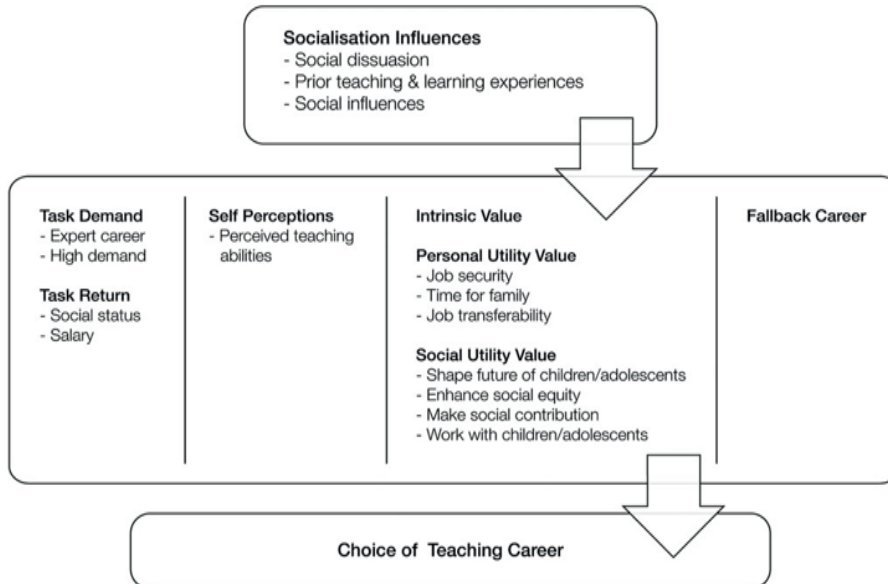 Socialisation Influences
- Social dissuasion
- Prior teaching & learning experiences
- Social influences
Task Demand
- Expert career
- High demand
Task Return
- Social status
- Salary
Self Perceptions
- Perceived teaching
abilities
Intrinsic Value
Personal Utility Value
- Job security
- Time for family
- Job transferability
Social Utility Value
- Shape future of children/adolescents
- Enhance social equity
- Make social contribution
- Work with children/adolescents
Fallback Career
Choice of Teaching Career